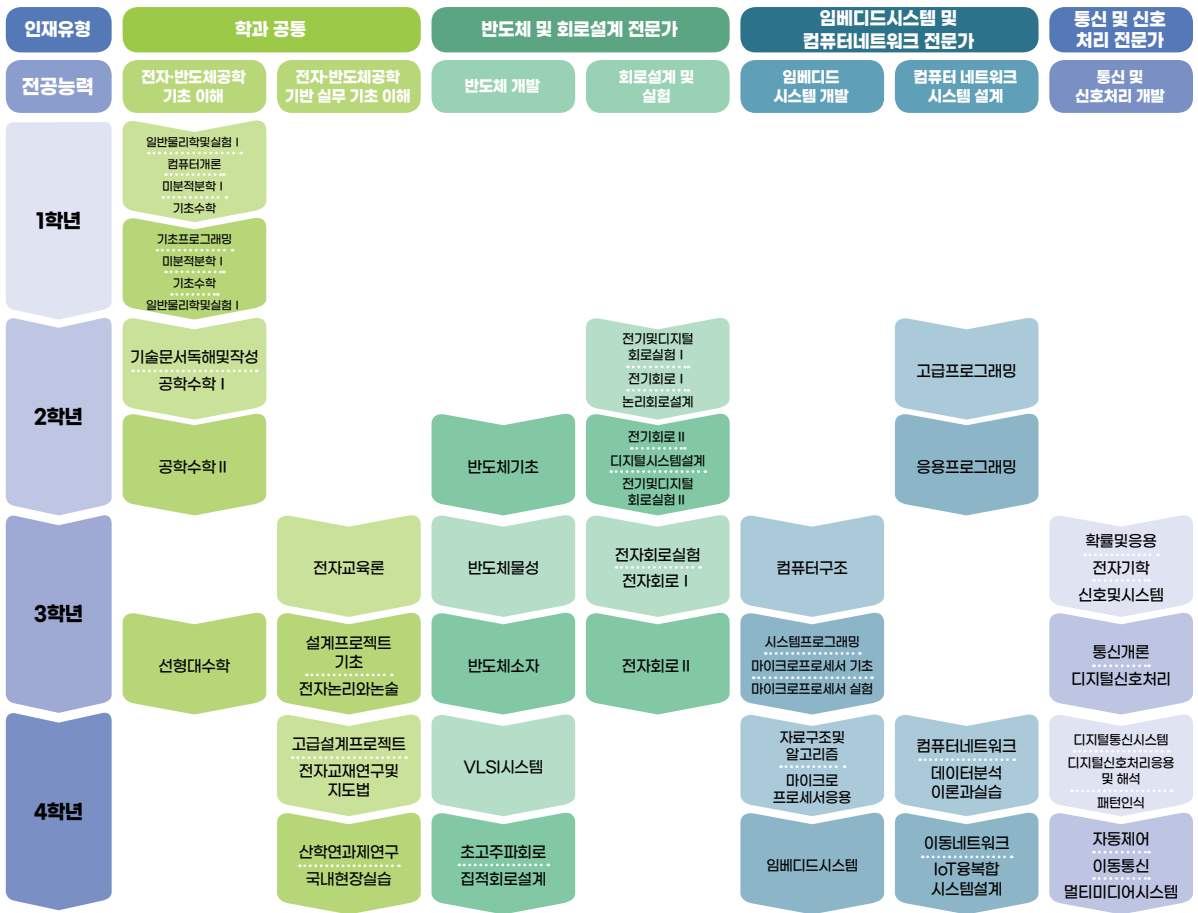 인재유형
학과 공통
반도체 및 회로설계 전문가
임베디드시스템 및
컴퓨터네트워크 전문가
통신 및 신호
처리 전문가
전공능력
전자·반도체공학
기초 이해
전자·반도체공학
기반 실무 기초 이해
반도체 개발
회로설계 및
실험
임베디드
시스템 개발
컴퓨터 네트워크
시스템 설계
통신 및
신호처리 개발
1학년
일반물리학및실험 I
컴퓨터개론
미분적분학 I
기초수학
기초프로그래밍
미분적분학 I
기초수학
일반물리학및실험 I
2학년
기술문서독해및작성
공학수학 I
전기및디지털
회로실험 I
전기회로 I
논리회로설계
고급프로그래밍
공학수학 II
반도체기초
전기회로 II
디지털시스템설계
전기및디지털
회로실험 II
응용프로그래밍
3학년
전자교육론
반도체물성
전자회로실험
전자회로 I
컴퓨터구조
확률및응용
전자기학
신호및시스템
선형대수학
설계프로젝트
기초
전자논리와논술
반도체소자
전자회로 II
시스템프로그래밍
마이크로프로세서 기초
마이크로프로세서 실험
통신개론
디지털신호처리
4학년
고급설계프로젝트
전자교재연구및
지도법
VLSI시스템
자료구조및
알고리즘
마이크로
프로세서응용
컴퓨터네트워크
데이터분석
이론과실습
디지털통신시스템
디지털신호처리응용
및 해석
패턴인식
산학연과제연구
국내현장실습
초고주파회로
집적회로설계
임베디드시스템
이동네트워크
IoT융복합
시스템설계
자동제어
이동통신
멀티미디어시스템